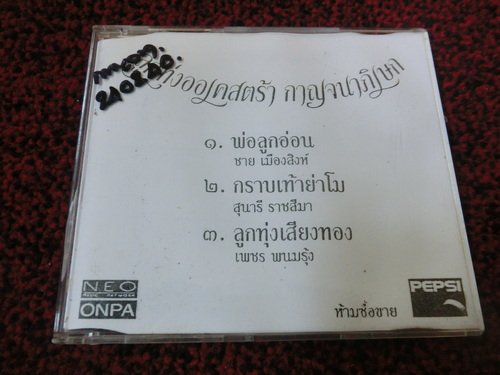 ออเคสตร้า กาญจนาภิเษก
๑. พ่อลูกอ่อน
ชาย เมืองสิงห์
๒. กราบเท้าย่าโม
สุนารี ราชสีมา
๓. ลูกทุ่งเสียงทอง
เพชร พนมรุ้ง
NEO
MUSIC NETWORK
ONPA
PEPSI
ห้ามซื้อขาย